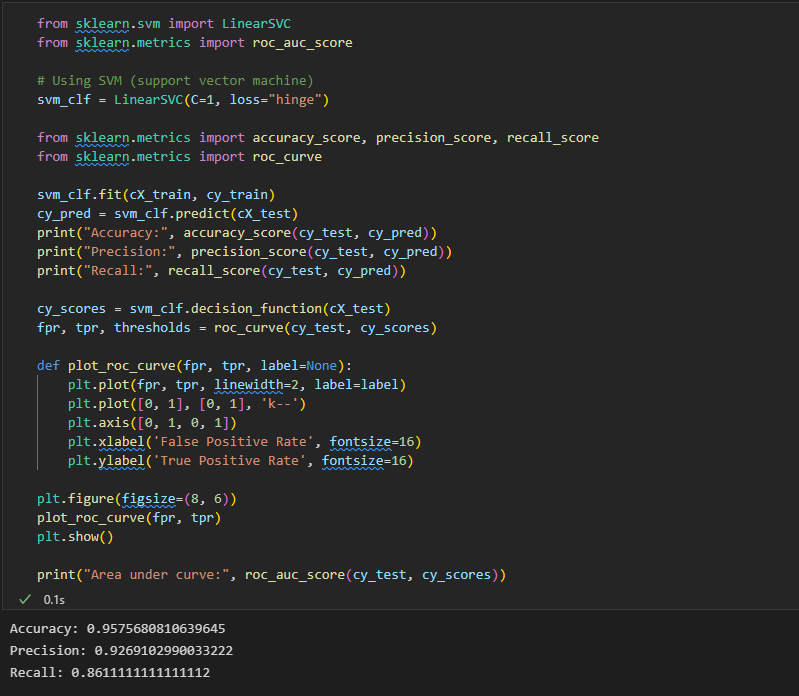 from sklearn.svm import LinearSVC
from sklearn.metrics import roc_auc_score
# Using SVM (support vector machine)
svm_clf = LinearSVC(C=1, loss="hinge")
from sklearn.metrics import accuracy_score, precision_score, recall_score
from sklearn.metrics import roc_curve
svm_clf.fit(cX_train, cy_train)
cy_pred = svm_clf.predict(cX_test)
print("Accuracy:", accuracy_score(cy_test, cy_pred))
print("Precision:", precision_score(cy_test, cy_pred))
print("Recall:", recall_score(cy_test, cy_pred))
cy_scores = svm_clf.decision_function(cX_test)
fpr, tpr, thresholds = roc_curve(cy_test, cy_scores)
def plot_roc_curve(fpr, tpr, label=None):
    plt.plot(fpr, tpr, linewidth=2, label=label)
    plt.plot([0, 1], [0, 1], 'k--')
    plt.axis([0, 1, 0, 1])
    plt.xlabel('False Positive Rate', fontsize=16)
    plt.ylabel('True Positive Rate', fontsize=16)
plt.figure(figsize=(8, 6))
plot_roc_curve(fpr, tpr)
plt.show()
print("Area under curve:", roc_auc_score(cy_test, cy_scores))
0.1s
Accuracy: 0.9575680810639645
Precision: 0.9269102990033222
Recall: 0.8611111111111112